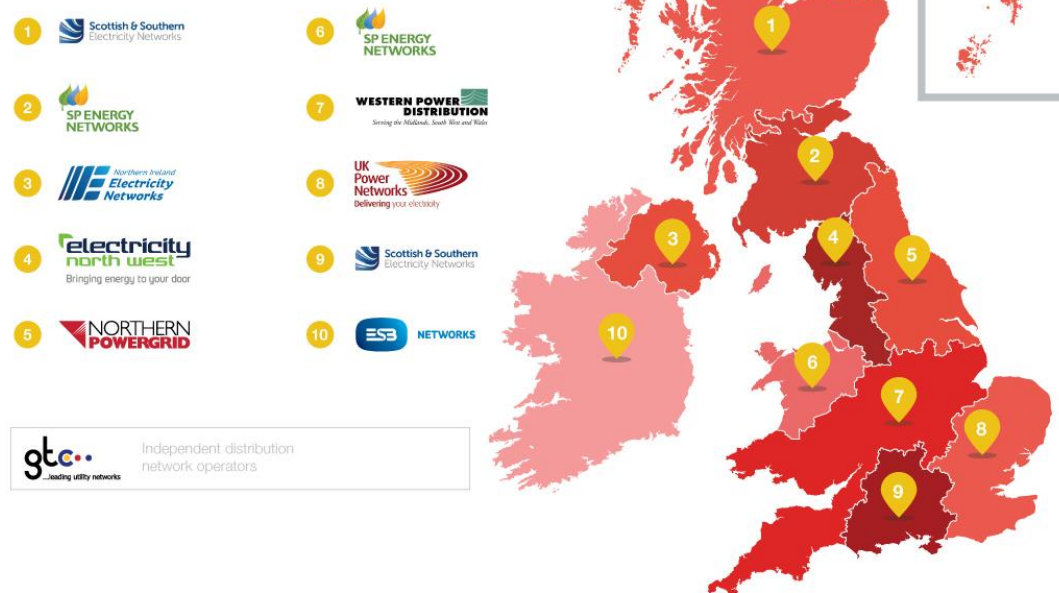 1
Scottish & Southern
Electricity Networks
2
SP ENERGY
NETWORKS
3
Northern Ireland
Electricity
Networks
4
electricity
north west
Bringing energy to your door
5
NORTHERN
POWERGRID
6
SP ENERGY
NETWORKS
7
WESTERN POWER
DISTRIBUTION
Serving the Midlands, South West and Wales
8
UK
Power
Networks
Delivering your electricity
9
Scottish & Southern
Electricity Networks
10
ESB NETWORKS
gtc
...leading utility networks
Independent distribution
network operators
1
2
3
4
5
6
7
8
9
10